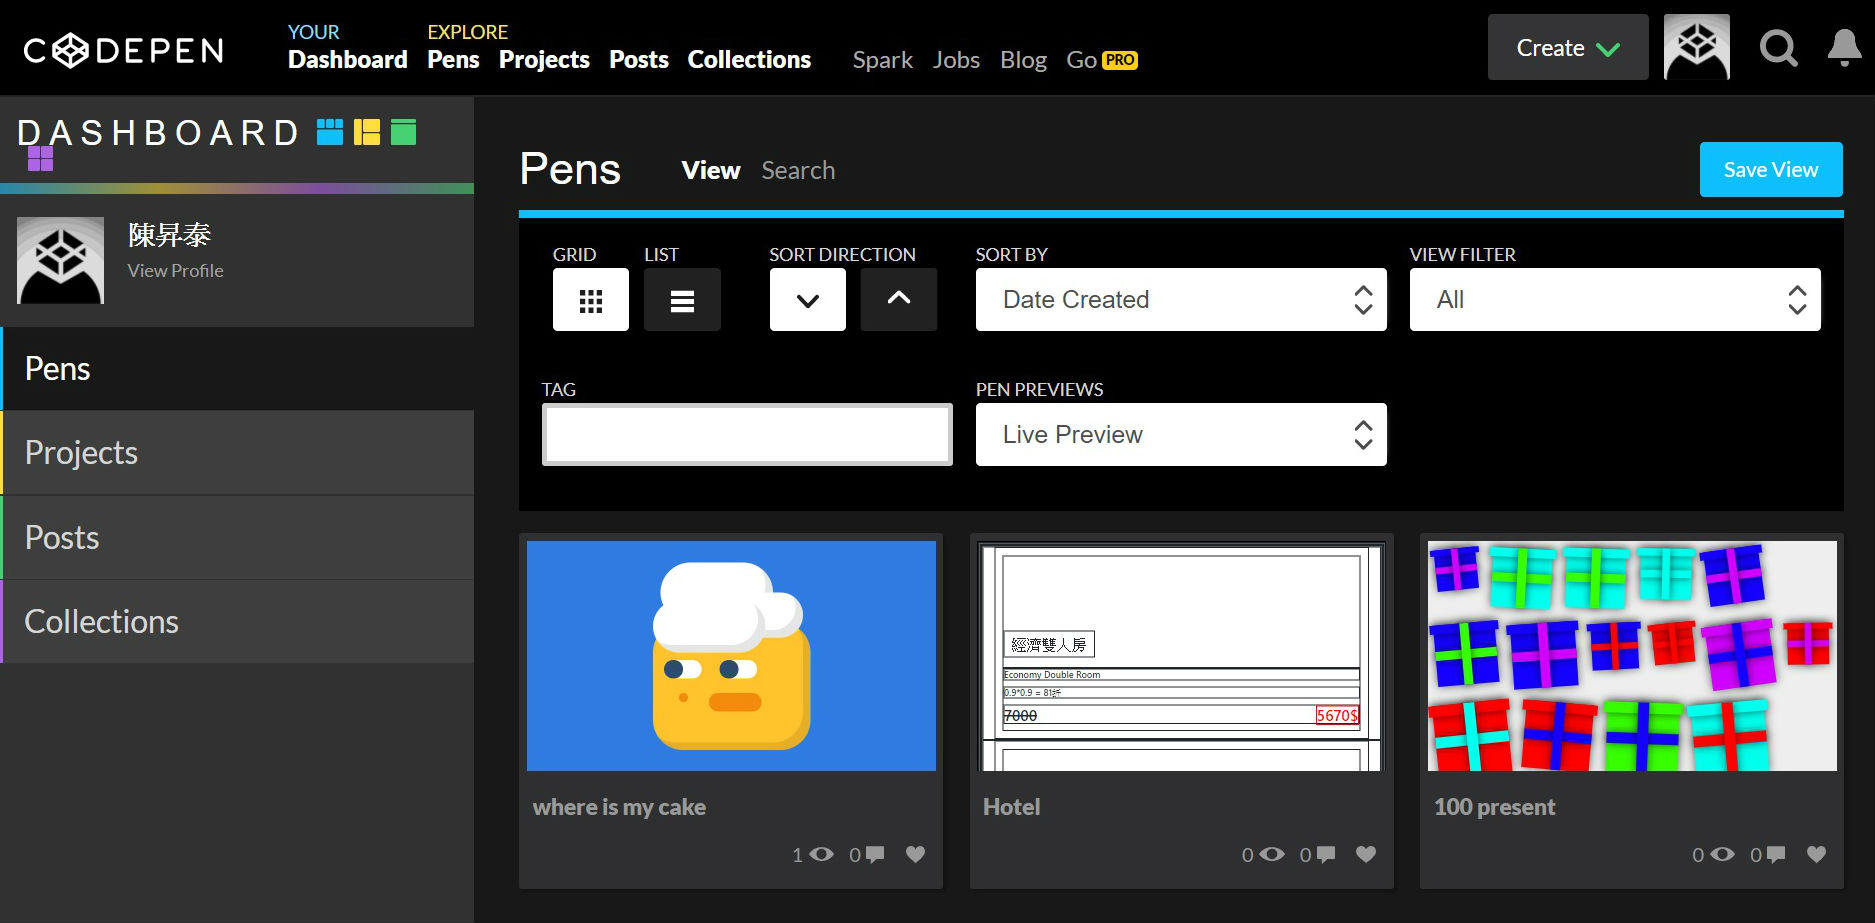 CODEPEN
YOUR
Dashboard
EXPLORE
Pens Projects Posts Collections
Spark Jobs Blog Go PRO
Create
DASHBOARD
陳昇泰
View Profile
Pens
Projects
Posts
Collections
Pens View Search
Save View
GRID LIST SORT DIRECTION SORT BY VIEW FILTER
Date Created All
TAG PEN PREVIEWS
Live Preview
經濟雙人房
Economy Double Room
0.9*0.9 = 81折
7000 5670$
where is my cake
1 0
Hotel
0 0
100 present
0 0